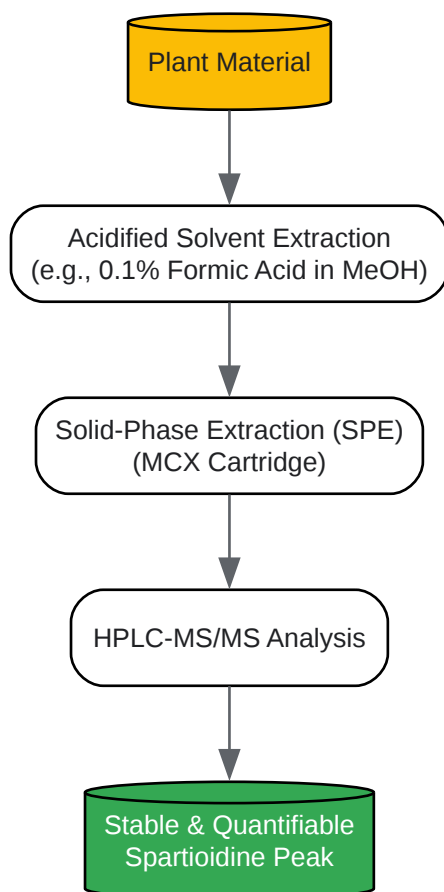 Plant Material
Acidified Solvent Extraction
(e.g., 0.1% Formic Acid in MeOH)
Solid-Phase Extraction (SPE)
(MCX Cartridge)
HPLC-MS/MS Analysis
Stable & Quantifiable
Spartioidine Peak